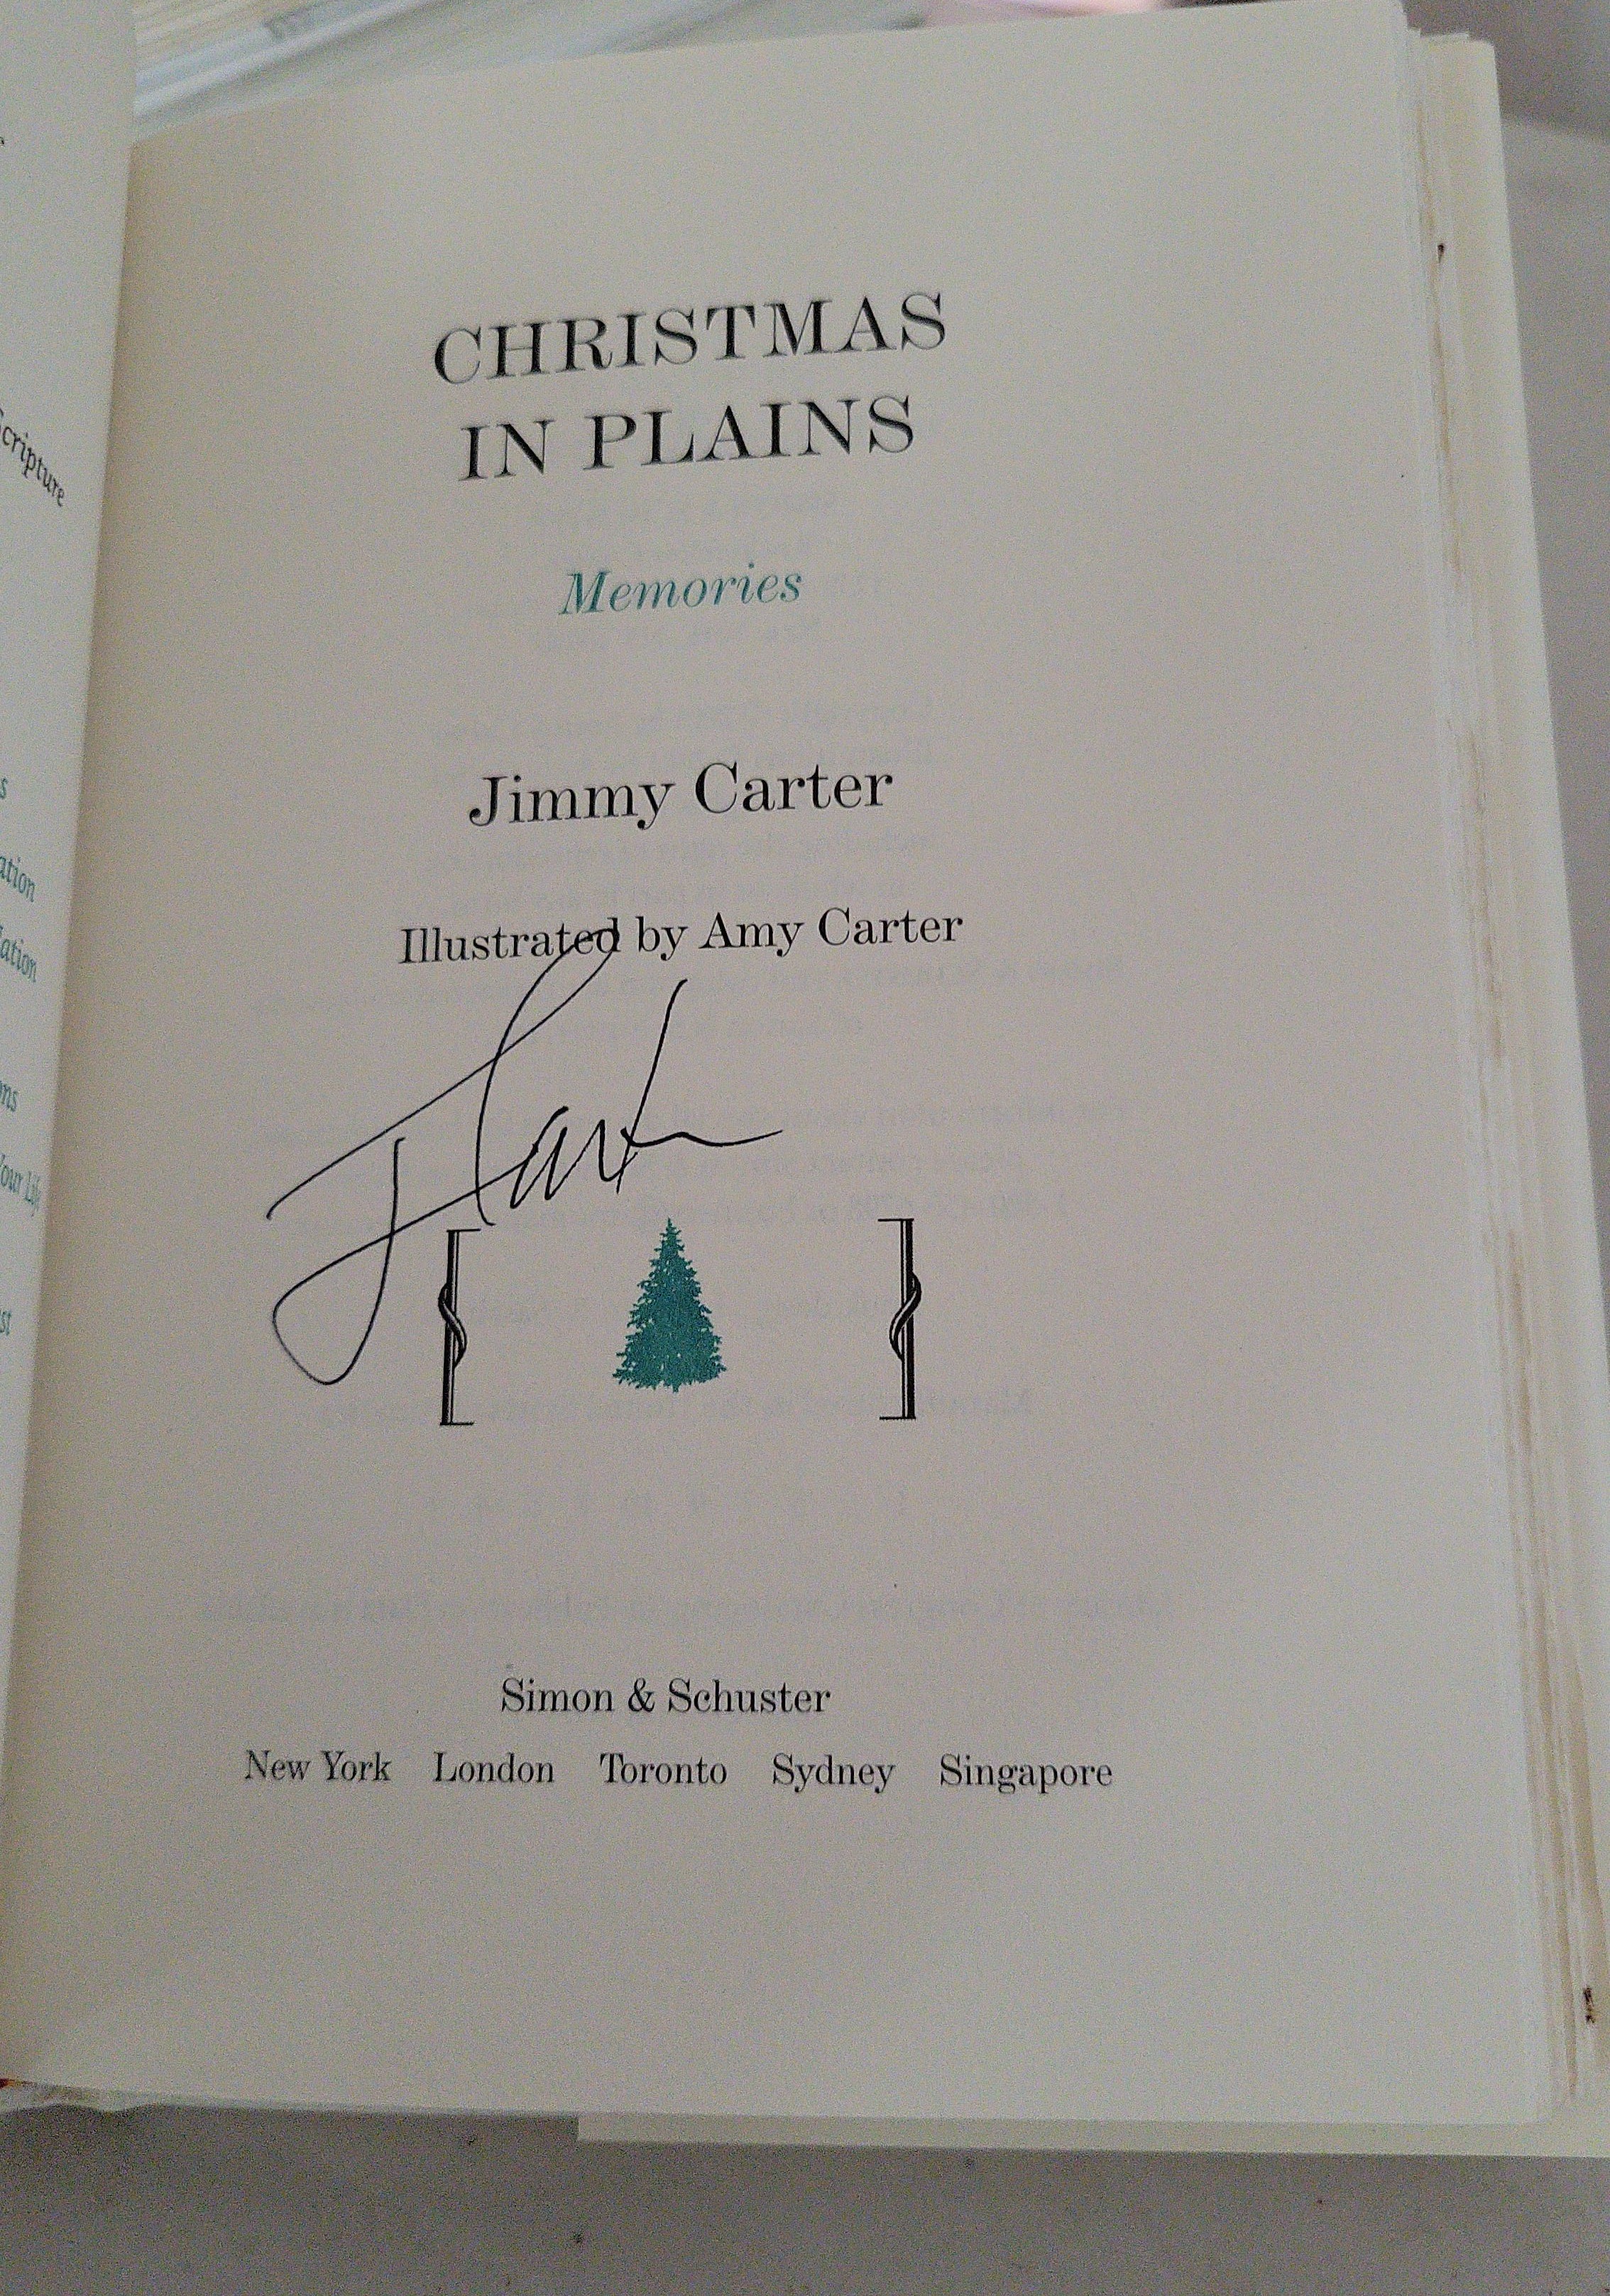 Scripture
CHRISTMAS
IN PLAINS
Memories
Jimmy Carter
Illustrated by Amy Carter
J Carter
Simon & Schuster
New York London Toronto Sydney Singapore